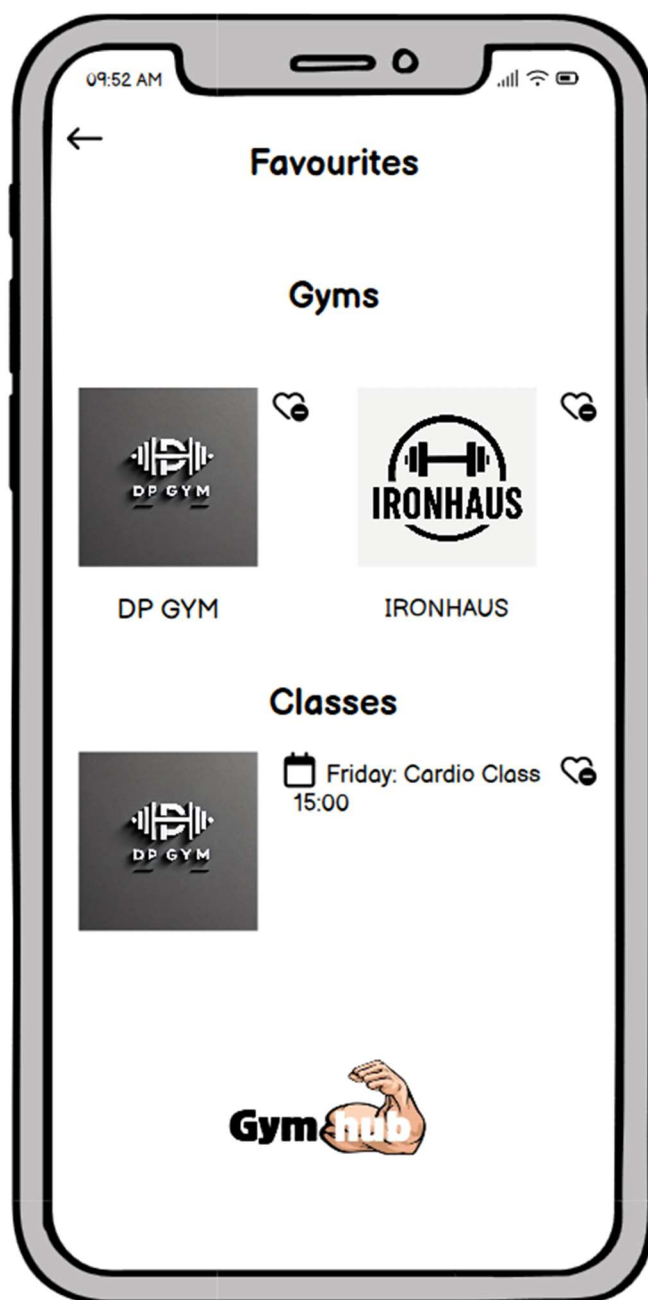 09:52 AM
Favourites
Gyms
DP GYM
IRONHAUS
DP GYM
IRONHAUS
Classes
DP GYM
Friday: Cardio Class
15:00
Gym hub